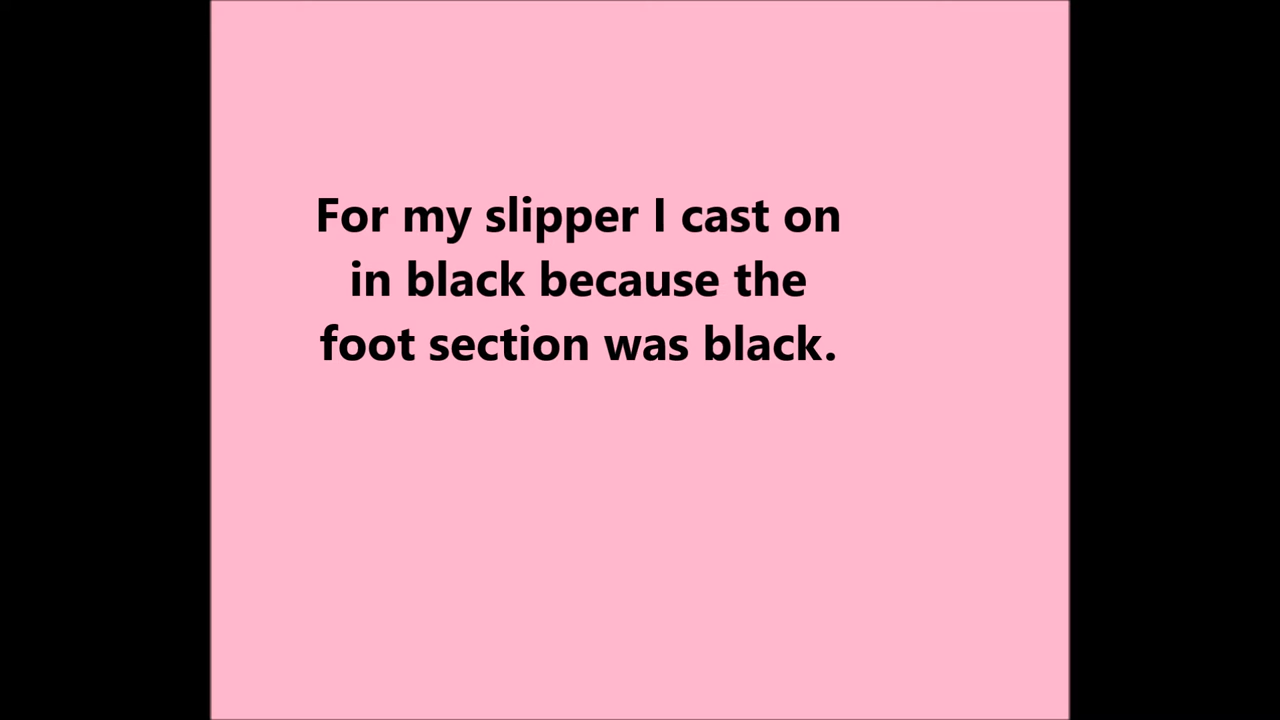 For my slipper I cast on
in black because the
foot section was black.